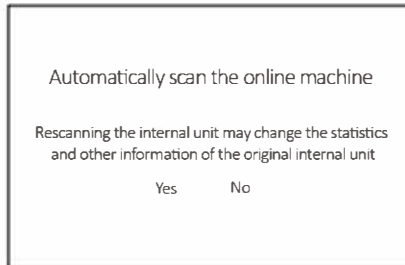 Automatically scan the online machine
Rescanning the internal unit may change the statistics
and other information of the original internal unit
Yes No